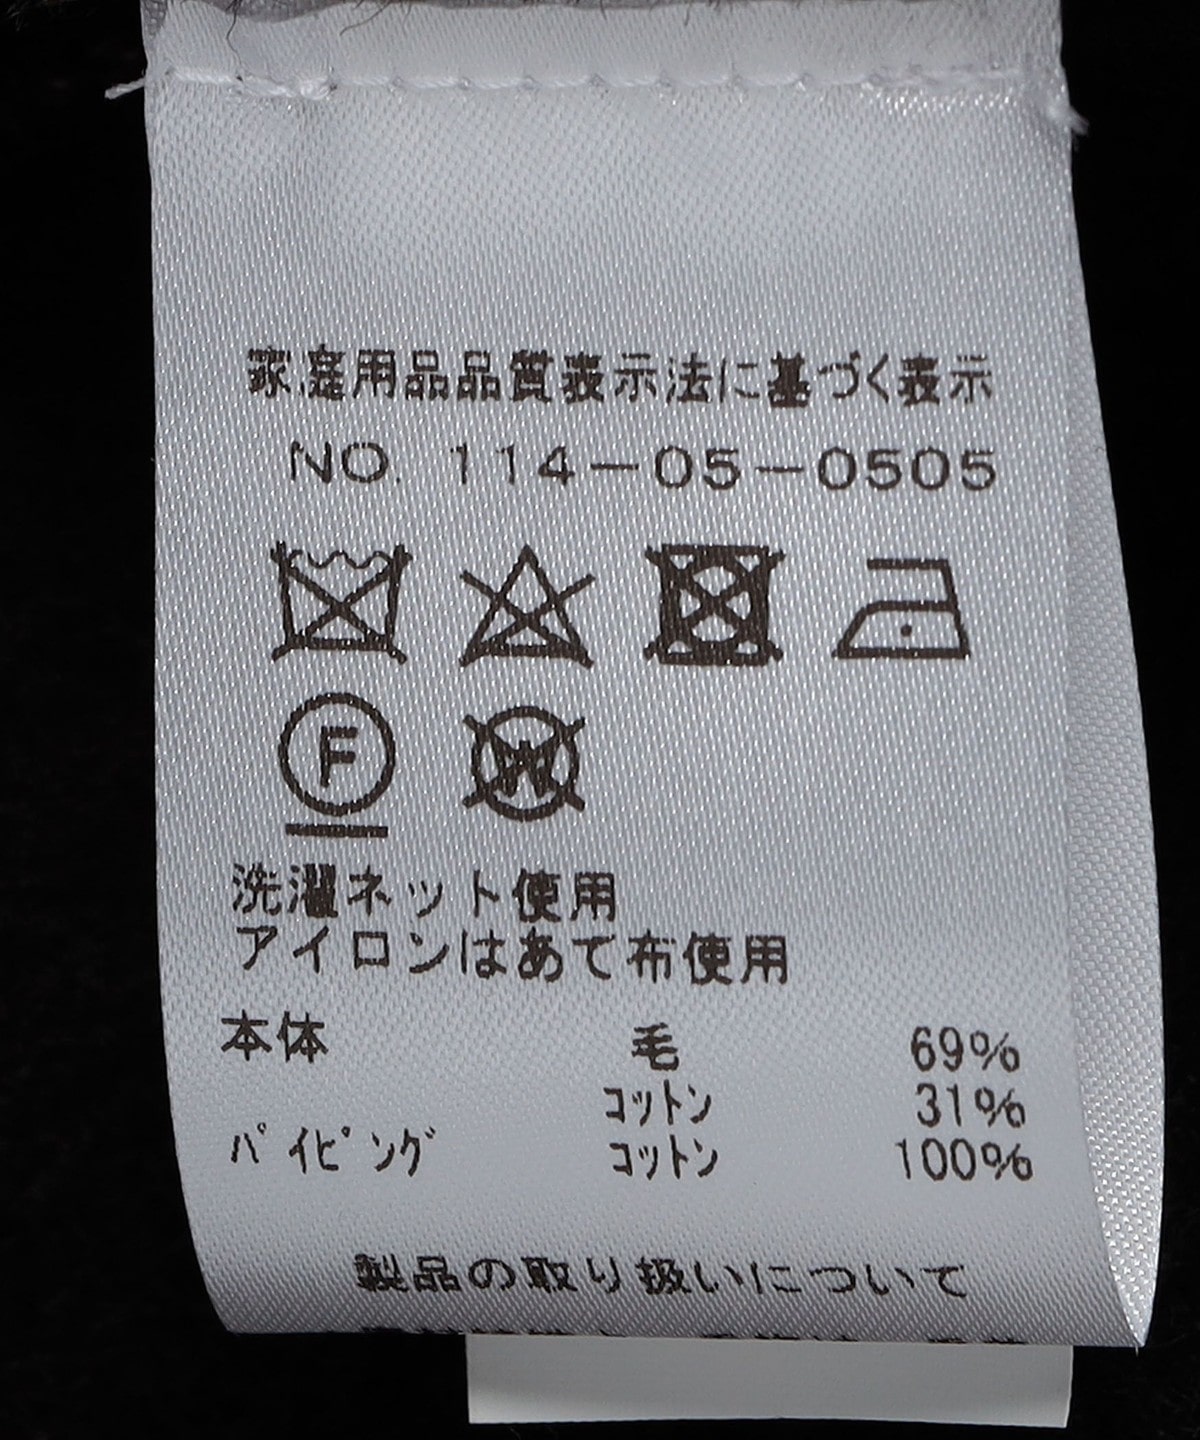 家庭用品品質表示法に基づく表示
NO. 114-05-0505
F
W
洗濯ネット使用
アイロンはあて布使用
本体 毛 69%
コットン 31%
パイピング コットン 100%
製品の取り扱いについて